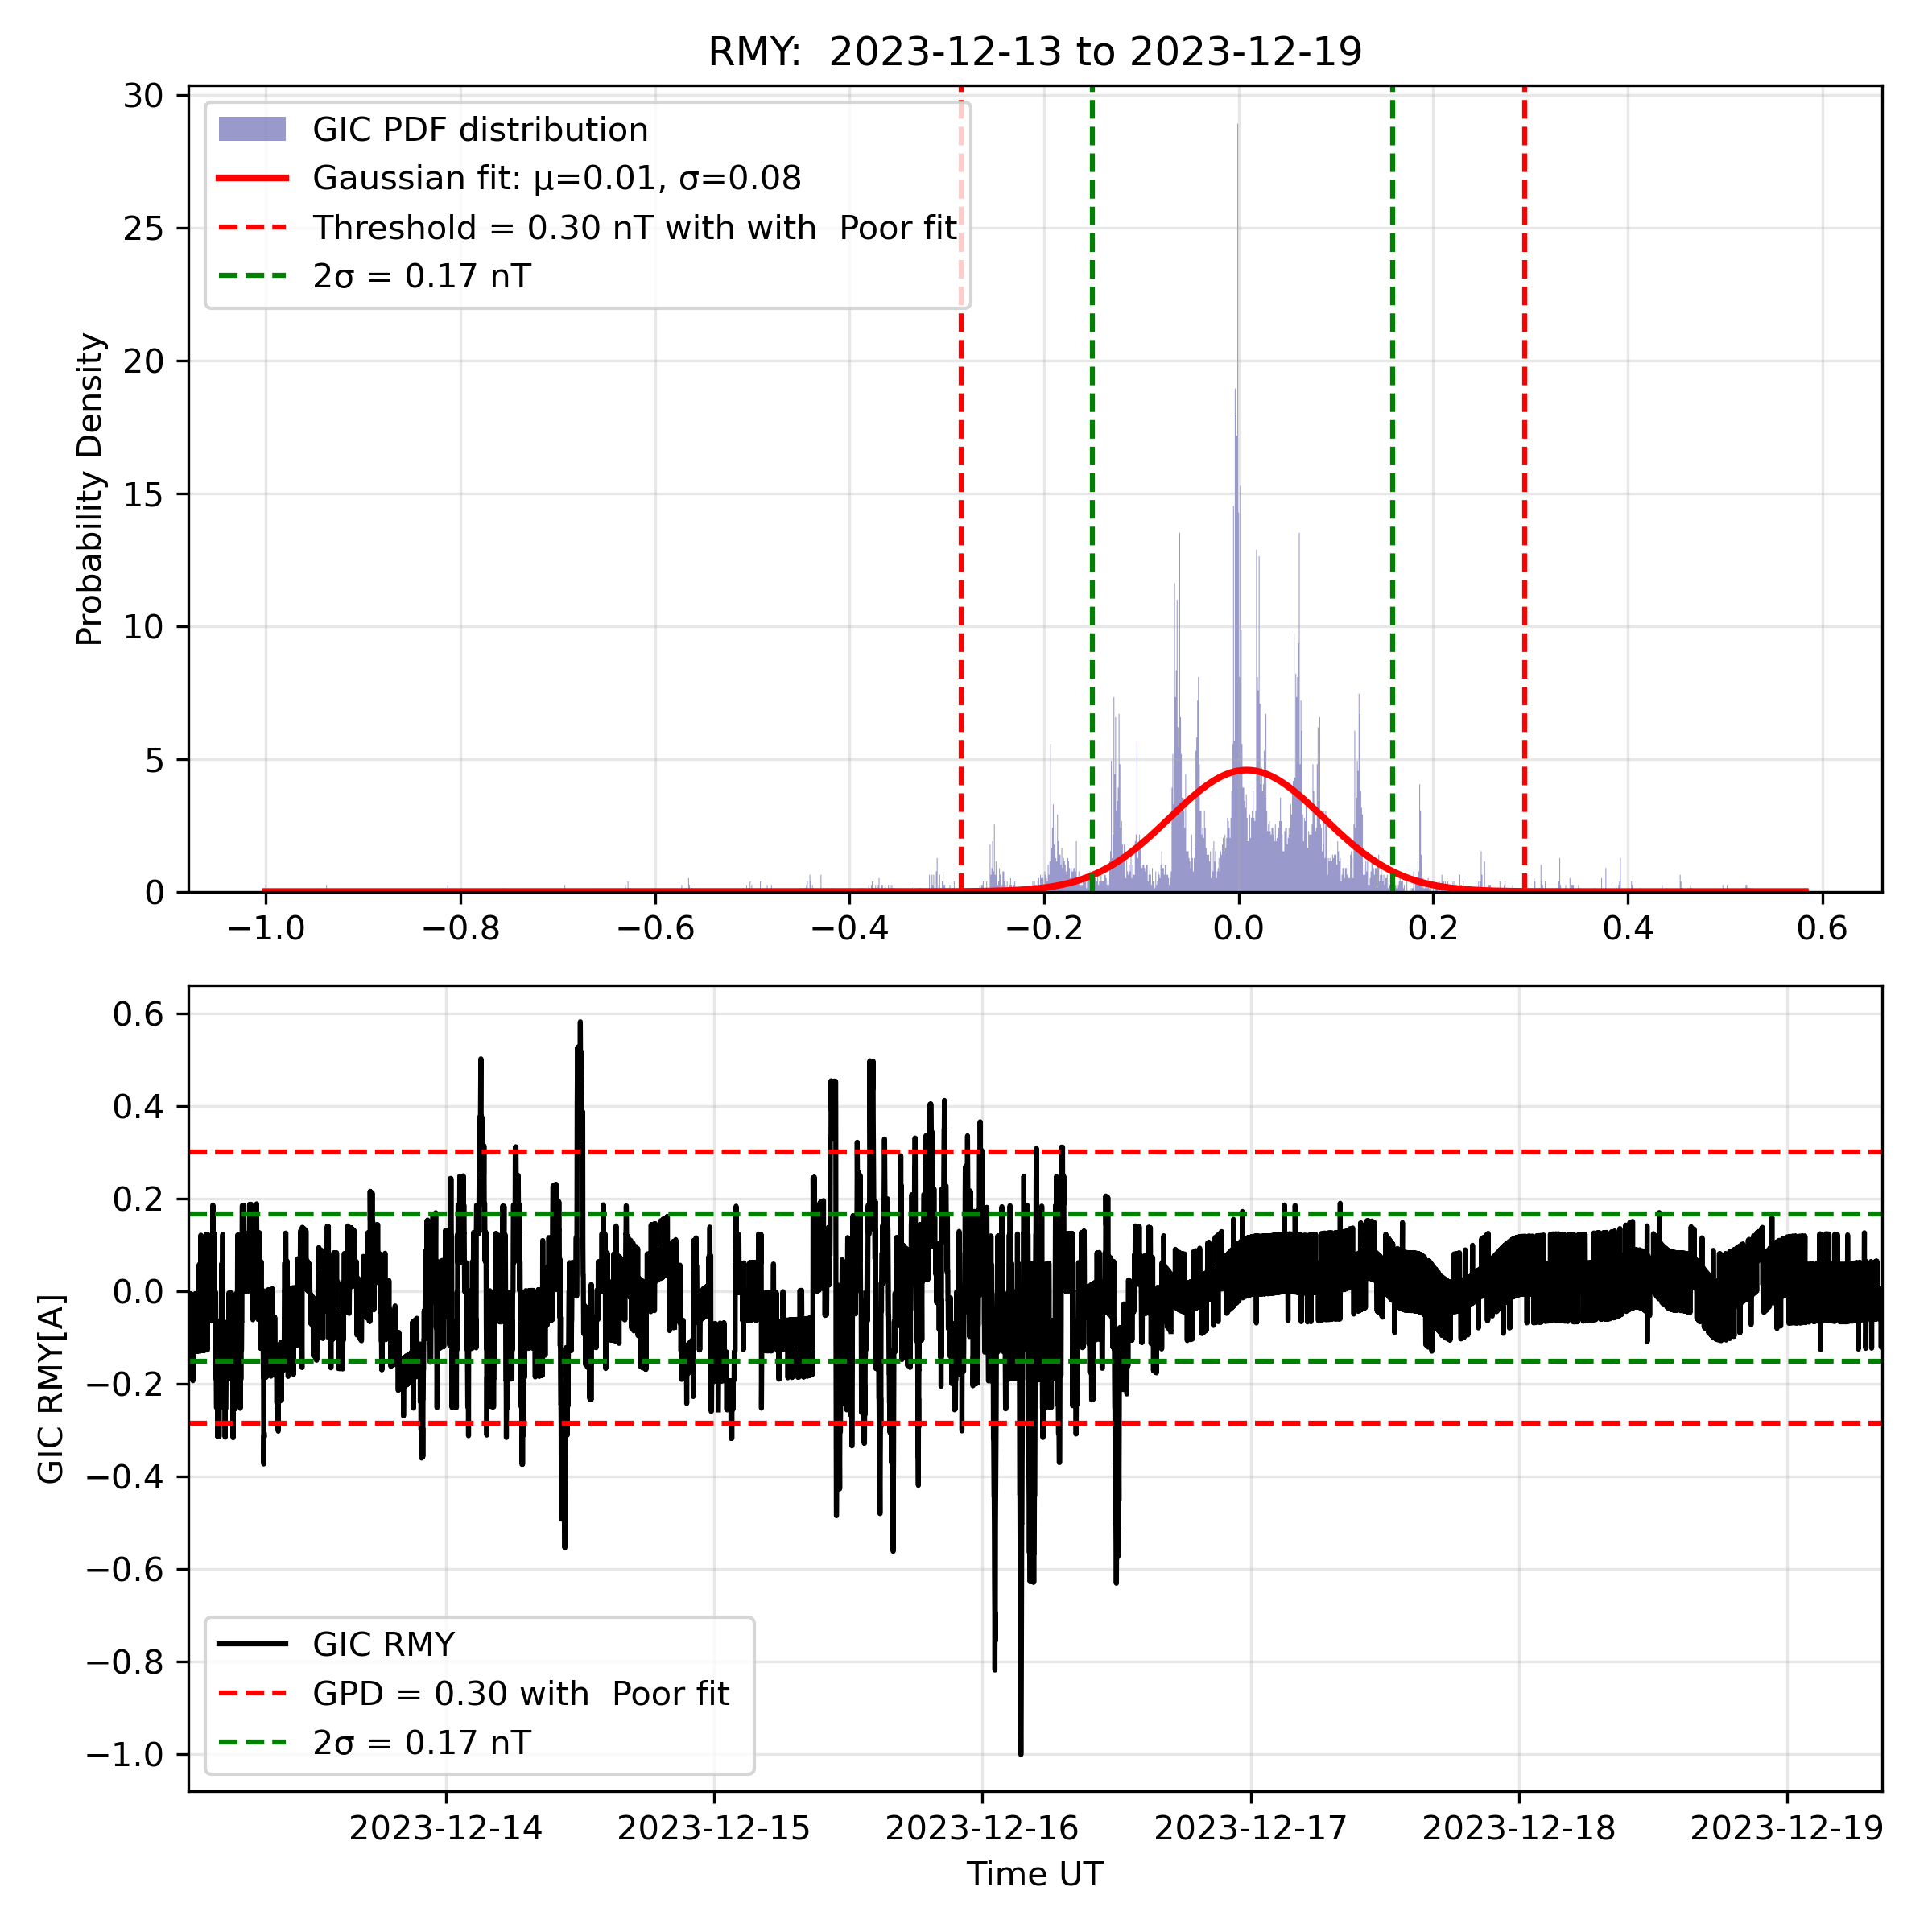 RMY:  2023-12-13 to 2023-12-19
30
25
20
15
10
5
0
Probability Density
GIC PDF distribution
Gaussian fit: μ=0.01, σ=0.08
Threshold = 0.30 nT with with  Poor fit
2σ = 0.17 nT
−1.0 −0.8 −0.6 −0.4 −0.2 0.0 0.2 0.4 0.6
0.6
0.4
0.2
0.0
−0.2
−0.4
−0.6
−0.8
−1.0
GIC RMY[A]
GIC RMY
GPD = 0.30 with  Poor fit
2σ = 0.17 nT
2023-12-14 2023-12-15 2023-12-16 2023-12-17 2023-12-18 2023-12-19
Time UT